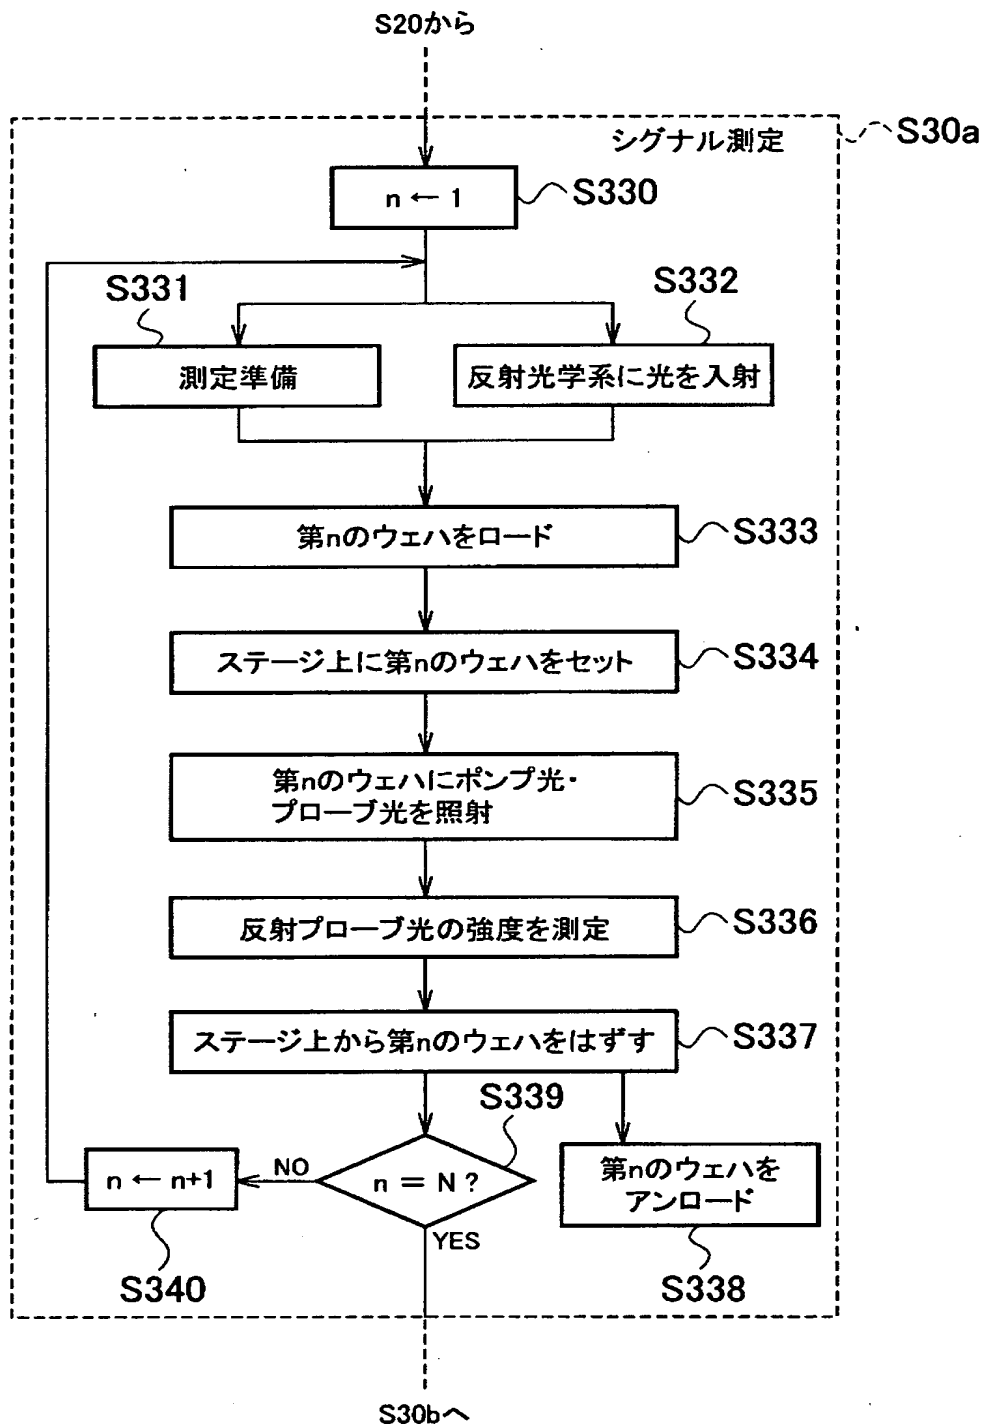 S20から
シグナル測定
S30a
n ← 1
S330
S331
S332
測定準備
反射光学系に光を入射
第nのウェハをロード
S333
ステージ上に第nのウェハをセット
S334
第nのウェハにポンプ光・
プローブ光を照射
S335
反射プローブ光の強度を測定
S336
ステージ上から第nのウェハをはずす
S337
S339
n ← n+1
NO
n = N ?
第nのウェハを
アンロード
YES
S340
S338
S30bへ